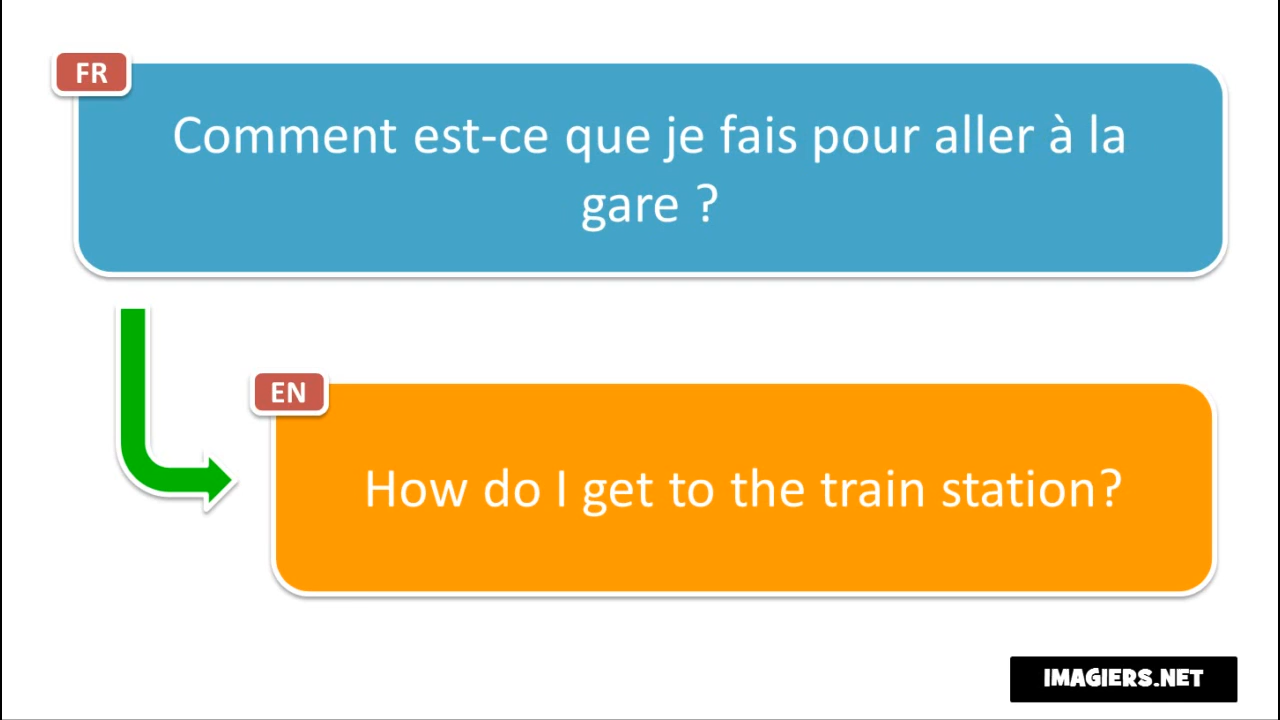 FR
Comment est-ce que je fais pour aller à la
gare ?
EN
How do I get to the train station?
IMAGIERS.NET